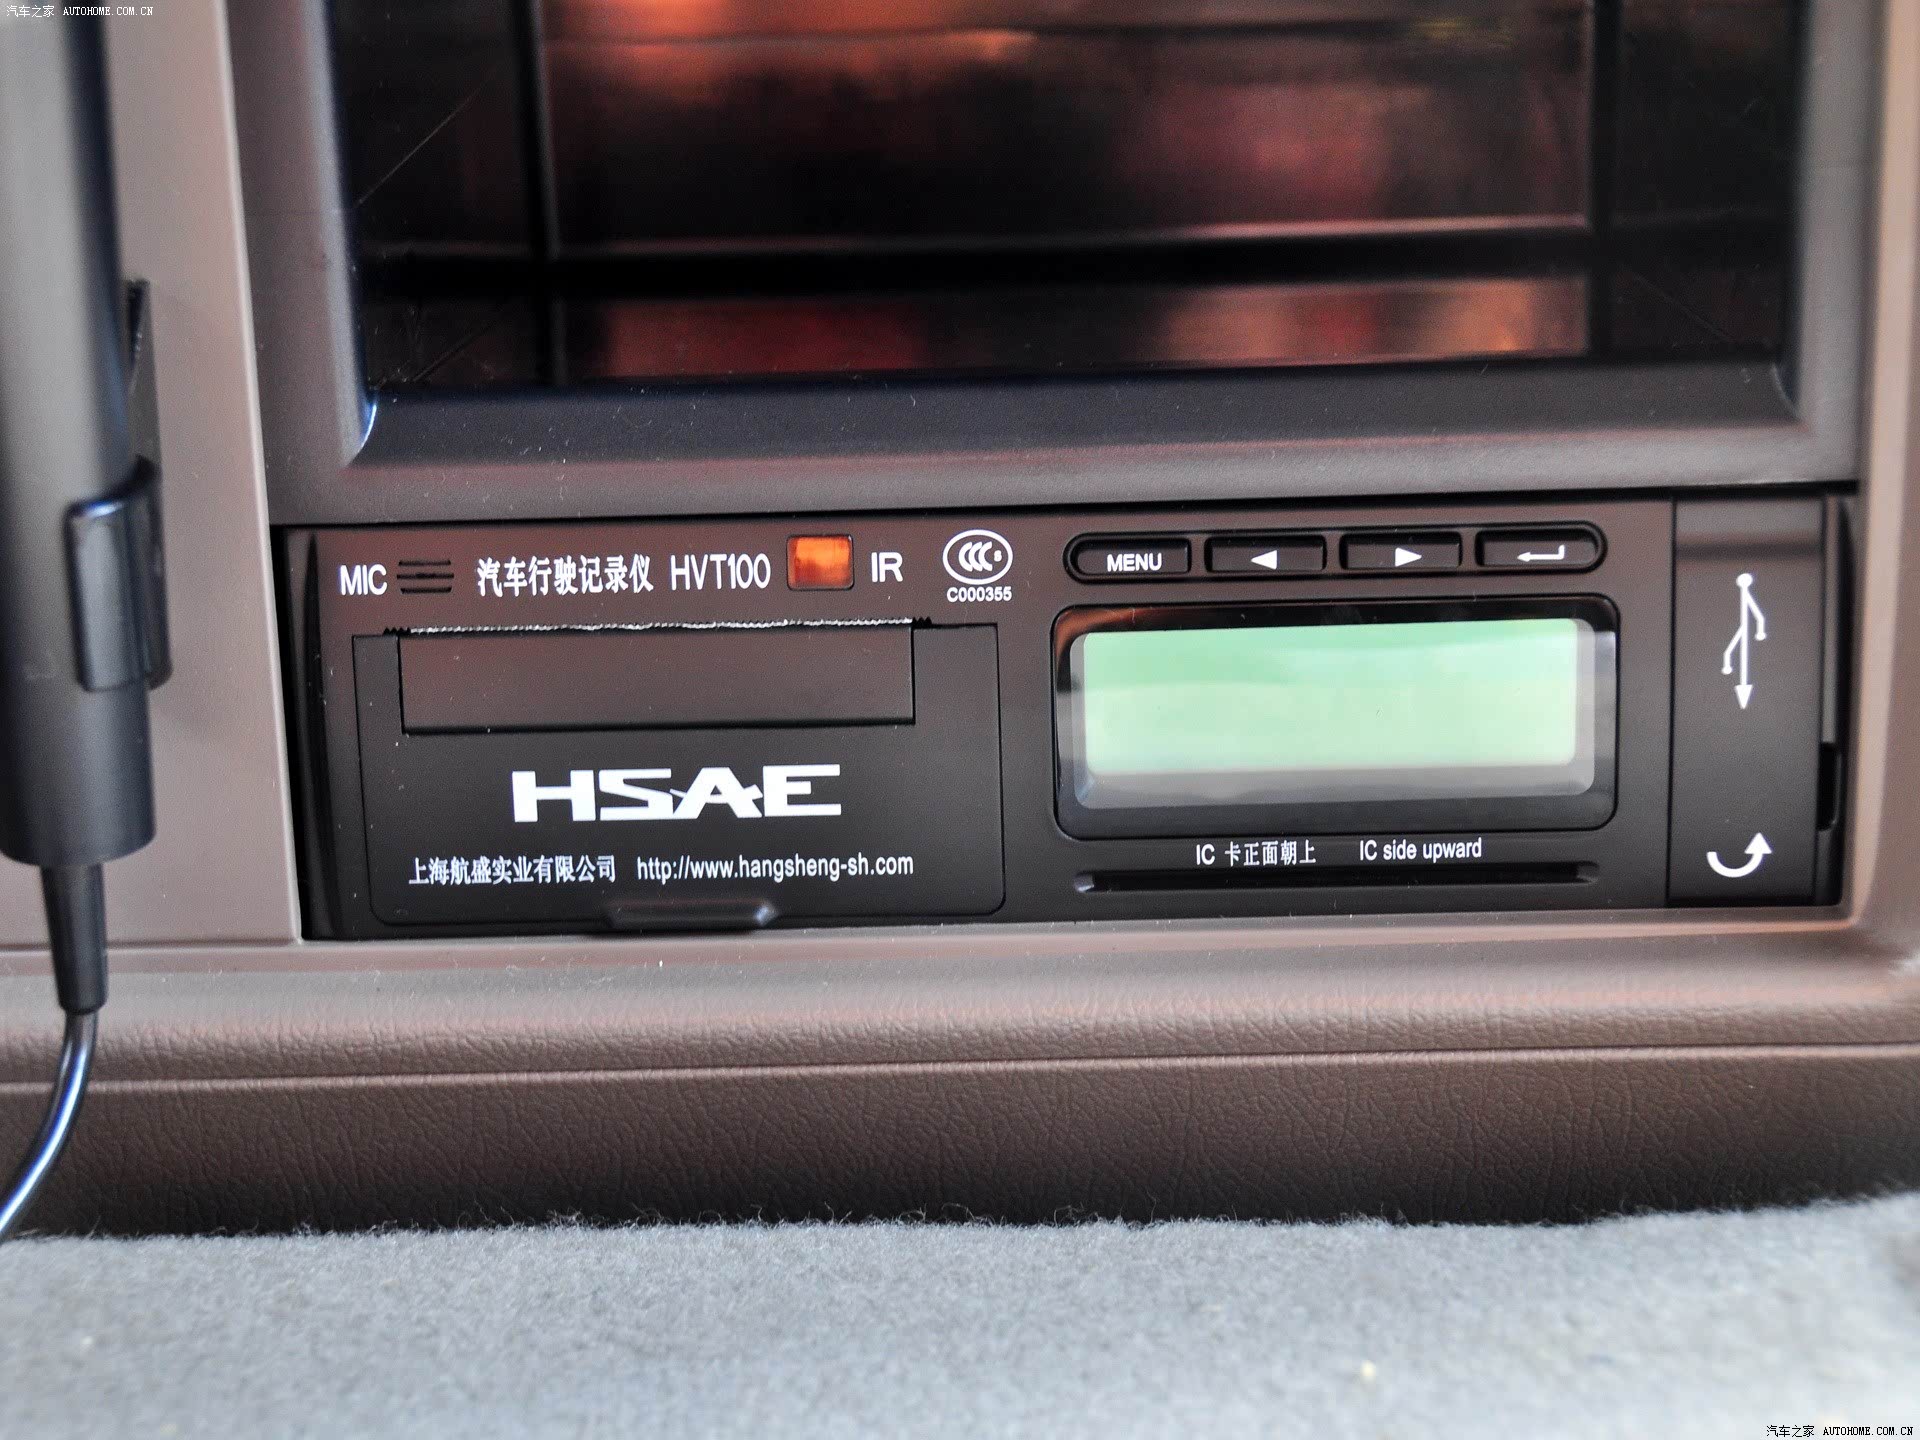 汽车之家 AUTOHOME.COM.CN
MIC 汽车行驶记录仪 HVT100 IR
CCC S
C000355
MENU
HSAE
上海航盛实业有限公司 http://www.hangsheng-sh.com
IC 卡正面朝上 IC side upward
汽车之家 AUTOHOME.COM.CN